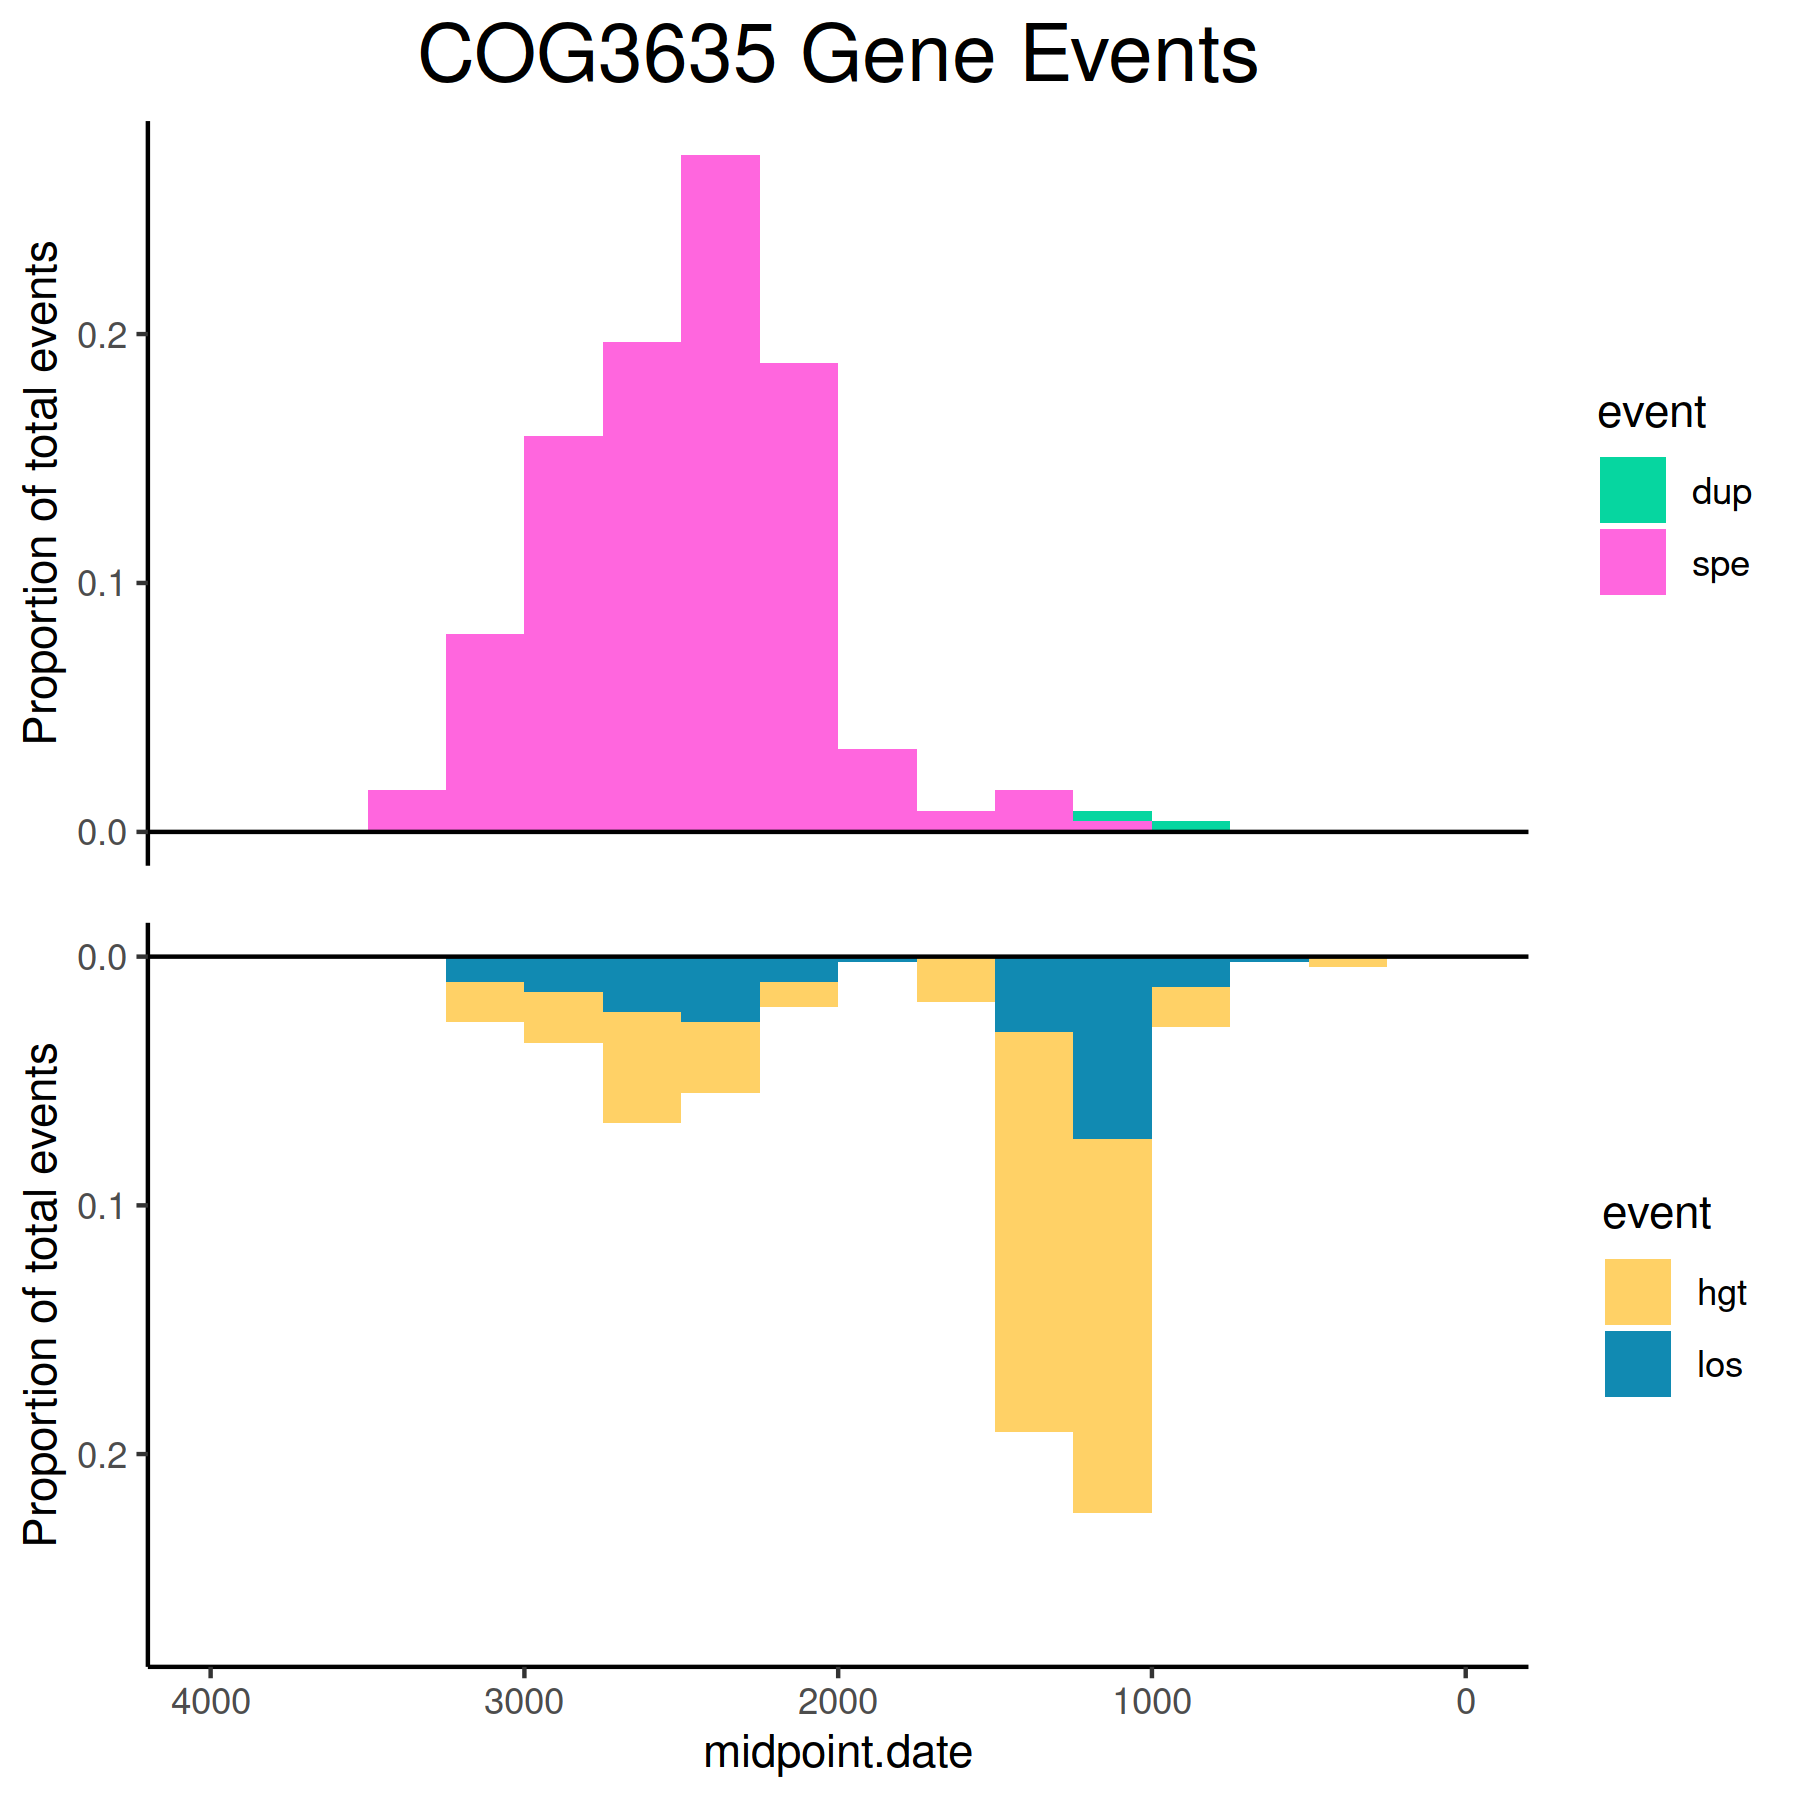 COG3635 Gene Events
Proportion of total events
0.2
0.1
0.0
event
dup
spe
Proportion of total events
0.0
0.1
0.2
event
hgt
los
4000 3000 2000 1000 0
midpoint.date